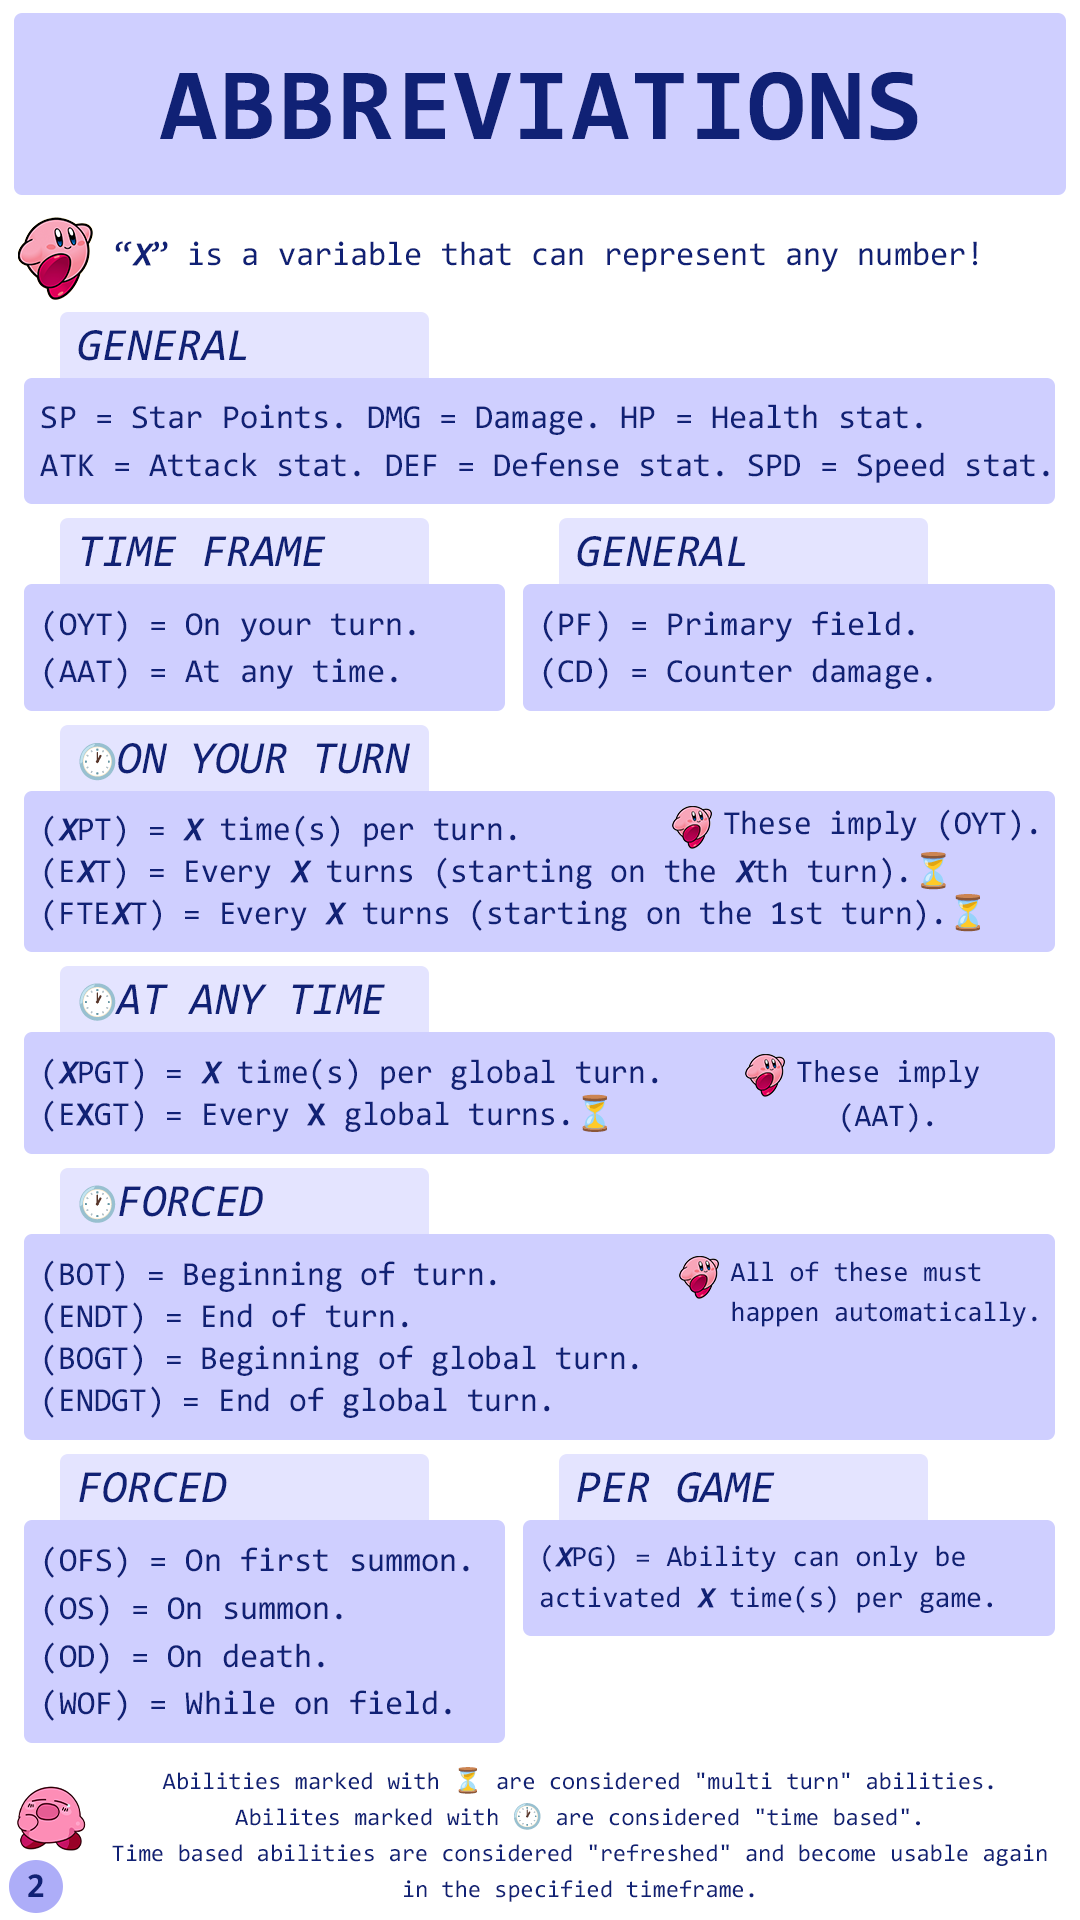 ABBREVIATIONS
“X” is a variable that can represent any number!
GENERAL
SP = Star Points. DMG = Damage. HP = Health stat.
ATK = Attack stat. DEF = Defense stat. SPD = Speed stat.
TIME FRAME
(OYT) = On your turn.
(AAT) = At any time.
GENERAL
(PF) = Primary field.
(CD) = Counter damage.
🕐ON YOUR TURN
(XPT) = X time(s) per turn.
These imply (OYT).
(EXT) = Every X turns (starting on the Xth turn).⏳
(FTEXT) = Every X turns (starting on the 1st turn).⏳
🕐AT ANY TIME
(XPGT) = X time(s) per global turn.
(EXGT) = Every X global turns.⏳
These imply
(AAT).
🕐FORCED
(BOT) = Beginning of turn.
(ENDT) = End of turn.
(BOGT) = Beginning of global turn.
(ENDGT) = End of global turn.
All of these must
happen automatically.
FORCED
(OFS) = On first summon.
(OS) = On summon.
(OD) = On death.
(WOF) = While on field.
PER GAME
(XPG) = Ability can only be
activated X time(s) per game.
Abilities marked with ⏳ are considered "multi turn" abilities.
Abilites marked with 🕐 are considered "time based".
Time based abilities are considered "refreshed" and become usable again
in the specified timeframe.
2